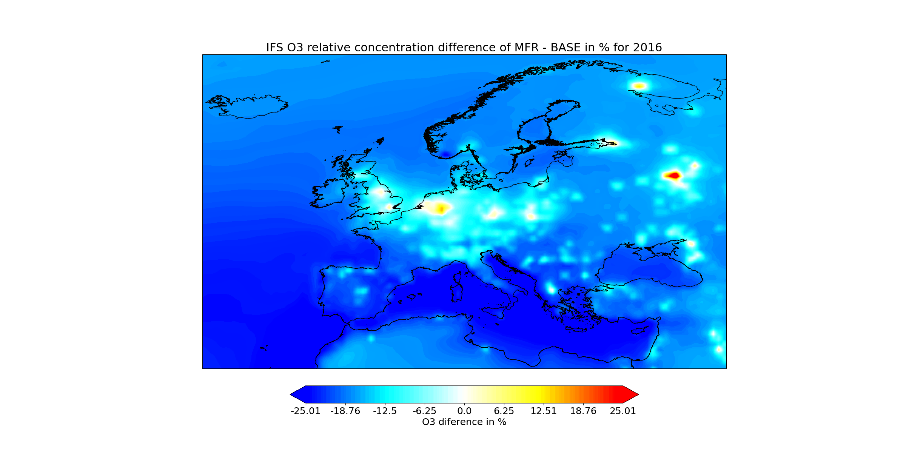 IFS O3 relative concentration difference of MFR - BASE in % for 2016
-25.01 -18.76 -12.5 -6.25 0.0 6.25 12.51 18.76 25.01
O3 diference in %